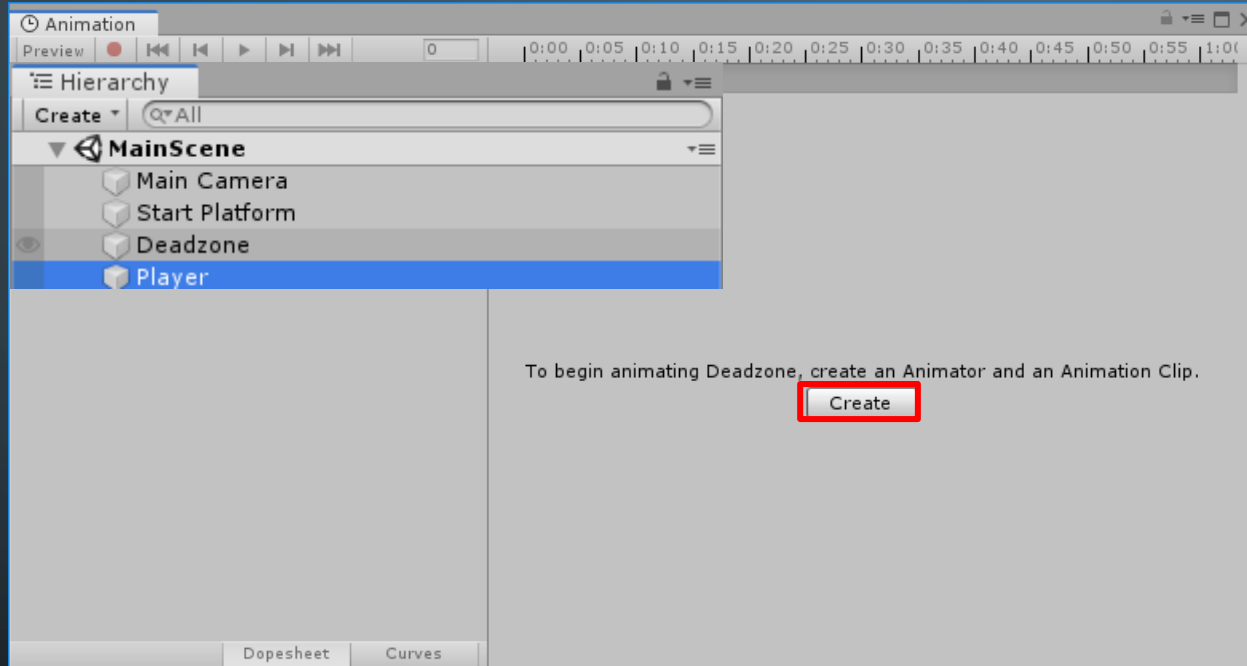 Animation
Preview 0 0:00 0:05 0:10 0:15 0:20 0:25 0:30 0:35 0:40 0:45 0:50 0:55
Hierarchy
Create All
MainScene
Main Camera
Start Platform
Deadzone
Player
To begin animating Deadzone, create an Animator and an Animation Clip.
Create
Dopesheet Curves